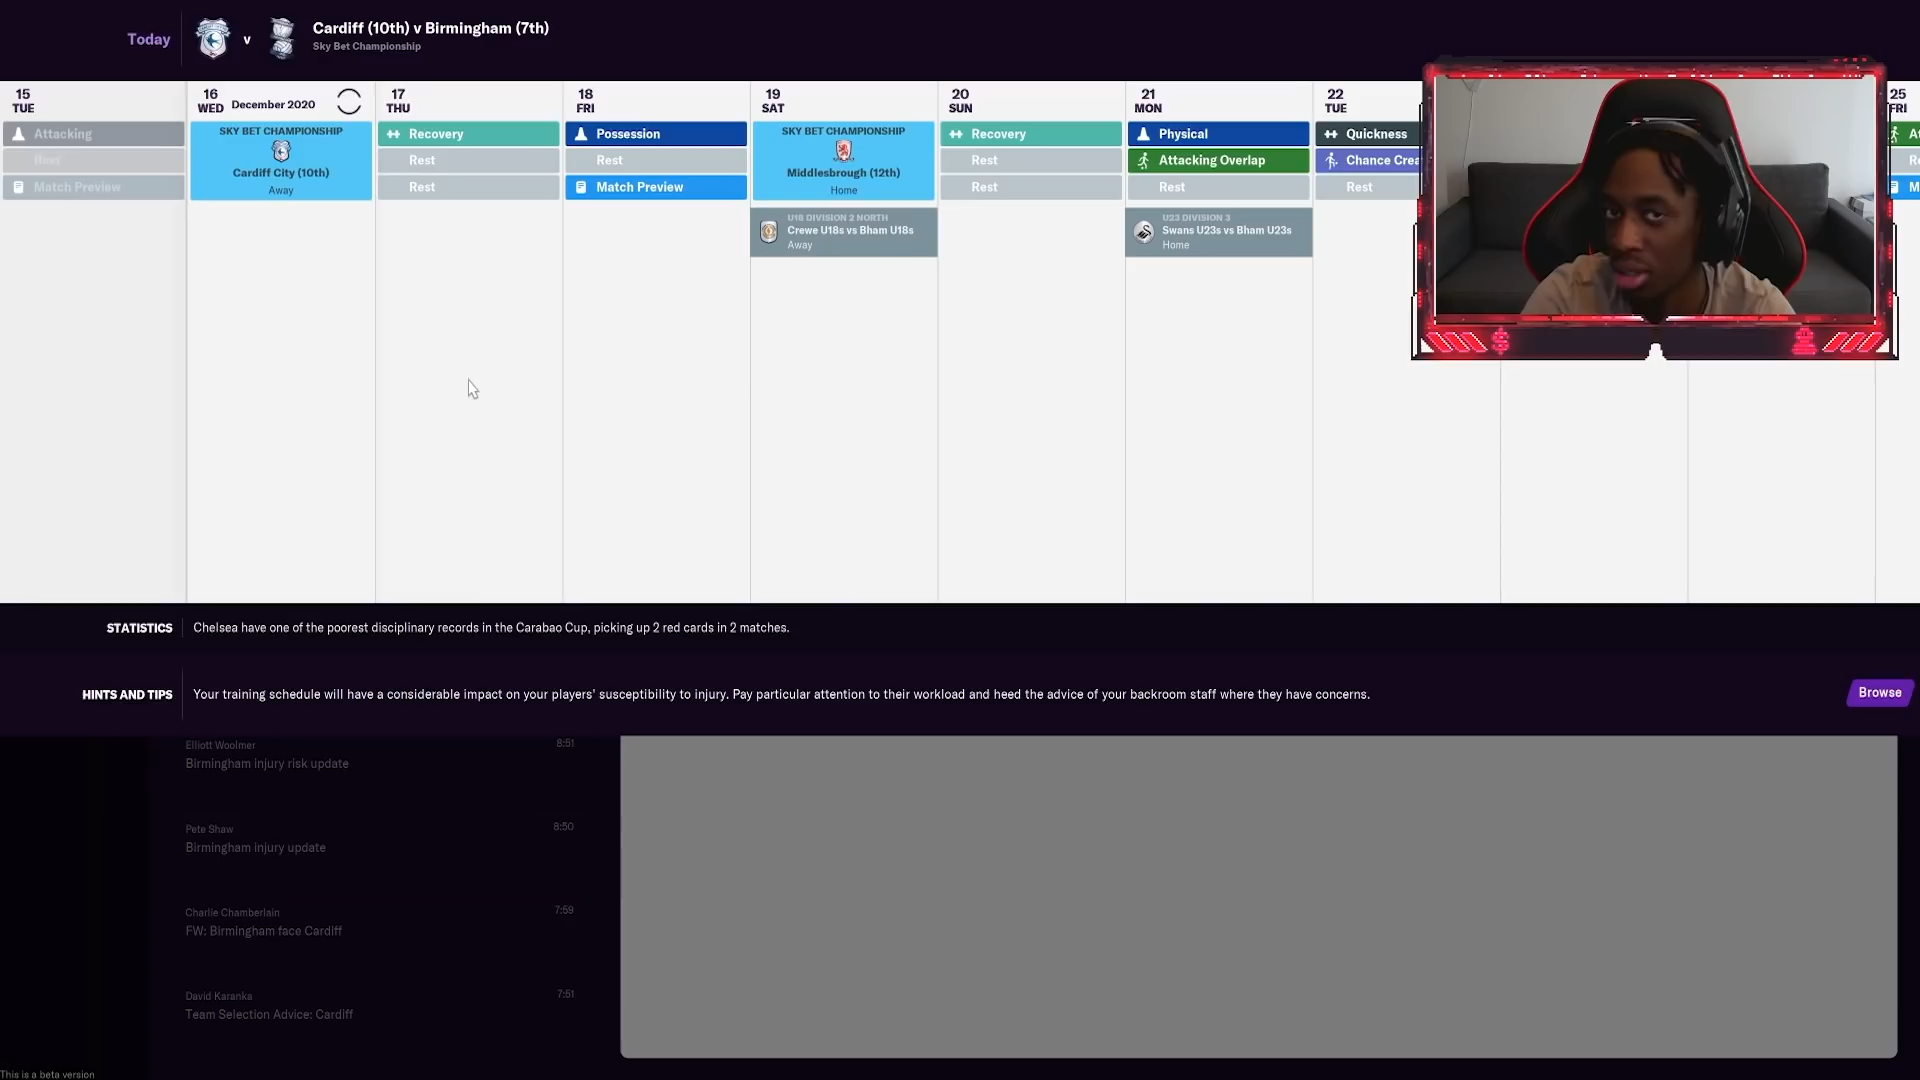 Today
v
Cardiff (10th) v Birmingham (7th)
Sky Bet Championship
15
TUE
Attacking
Match Preview
16
WED
December 2020
SKY BET CHAMPIONSHIP
Cardiff City (10th)
Away
17
THU
Recovery
Rest
Rest
18
FRI
Possession
Rest
Match Preview
19
SAT
SKY BET CHAMPIONSHIP
Middlesbrough (12th)
Home
U18 DIVISION 2 NORTH
Crewe U18s vs Bham U18s
Away
20
SUN
Recovery
Rest
Rest
21
MON
Physical
Attacking Overlap
Rest
U23 DIVISION 3
Swans U23s vs Bham U23s
Home
22
TUE
Quickness
Chance Crea
Rest
25
FRI
STATISTICS
Chelsea have one of the poorest disciplinary records in the Carabao Cup, picking up 2 red cards in 2 matches.
HINTS AND TIPS
Your training schedule will have a considerable impact on your players' susceptibility to injury. Pay particular attention to their workload and heed the advice of your backroom staff where they have concerns.
Browse
Elliott Woolmer
8:51
Birmingham injury risk update
Pete Shaw
8:50
Birmingham injury update
Charlie Chamberlain
7:59
FW: Birmingham face Cardiff
David Karanka
7:51
Team Selection Advice: Cardiff
This is a beta version